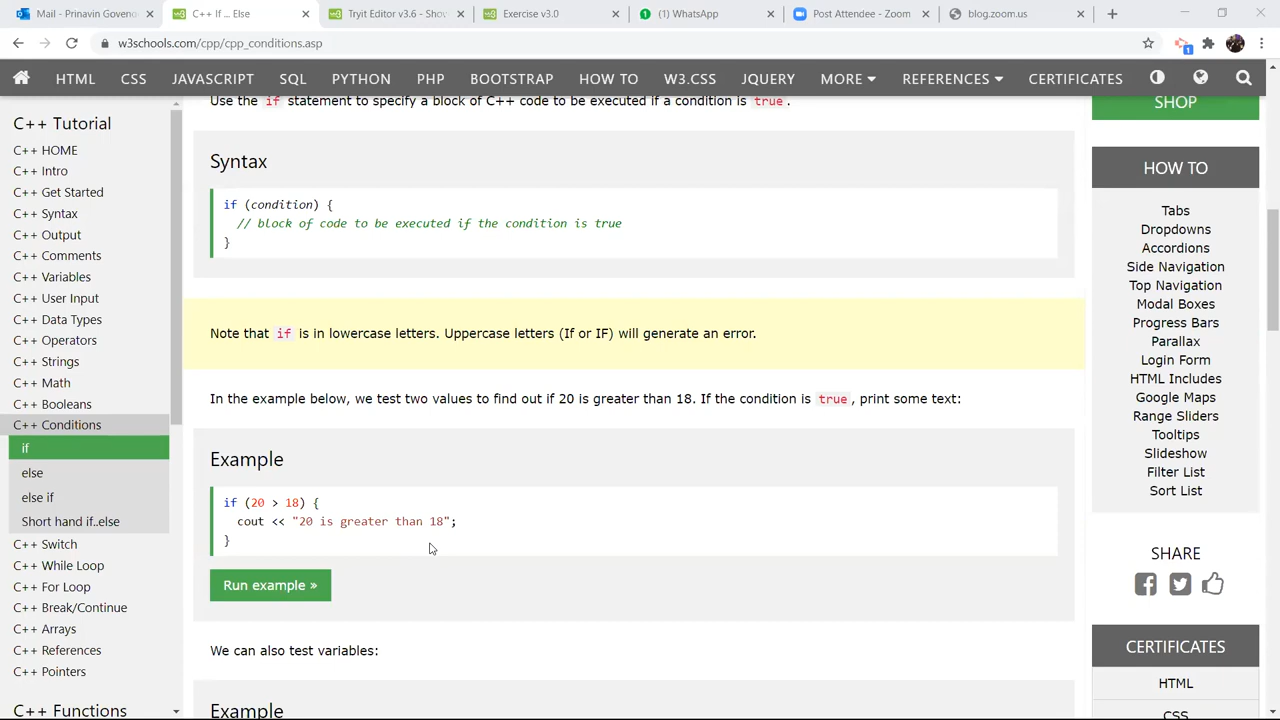 Mail - Prinavin Governo
C++ If ... Else
Tryit Editor v3.6 - Sho
Exercise v3.0
(1) WhatsApp
Post Attendee - Zoom
blog.zoom.us
w3schools.com/cpp/cpp_conditions.asp
1
HTML CSS JAVASCRIPT SQL PYTHON PHP BOOTSTRAP HOW TO W3.CSS JQUERY MORE REFERENCES CERTIFICATES
C++ Tutorial
C++ HOME
C++ Intro
C++ Get Started
C++ Syntax
C++ Output
C++ Comments
C++ Variables
C++ User Input
C++ Data Types
C++ Operators
C++ Strings
C++ Math
C++ Booleans
C++ Conditions
if
else
else if
Short hand if..else
C++ Switch
C++ While Loop
C++ For Loop
C++ Break/Continue
C++ Arrays
C++ References
C++ Pointers
C++ Functions
Use the if statement to specify a block of C++ code to be executed if a condition is true.
Syntax
if (condition) {
// block of code to be executed if the condition is true
}
Note that if is in lowercase letters. Uppercase letters (If or IF) will generate an error.
In the example below, we test two values to find out if 20 is greater than 18. If the condition is true, print some text:
Example
if (20 > 18) {
cout << "20 is greater than 18";
}
Run example »
We can also test variables:
Example
SHOP
HOW TO
Tabs
Dropdowns
Accordions
Side Navigation
Top Navigation
Modal Boxes
Progress Bars
Parallax
Login Form
HTML Includes
Google Maps
Range Sliders
Tooltips
Slideshow
Filter List
Sort List
SHARE
CERTIFICATES
HTML
CSS